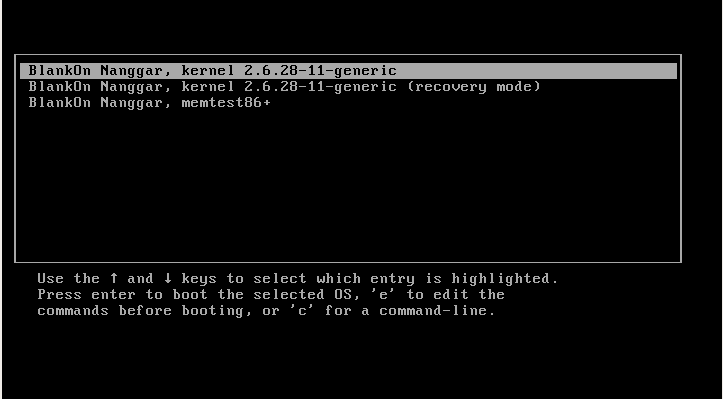 BlankOn Nanggar, kernel 2.6.28-11-generic
BlankOn Nanggar, kernel 2.6.28-11-generic (recovery mode)
BlankOn Nanggar, memtest86+
Use the ↑ and ↓ keys to select which entry is highlighted.
Press enter to boot the selected OS, 'e' to edit the
commands before booting, or 'c' for a command-line.